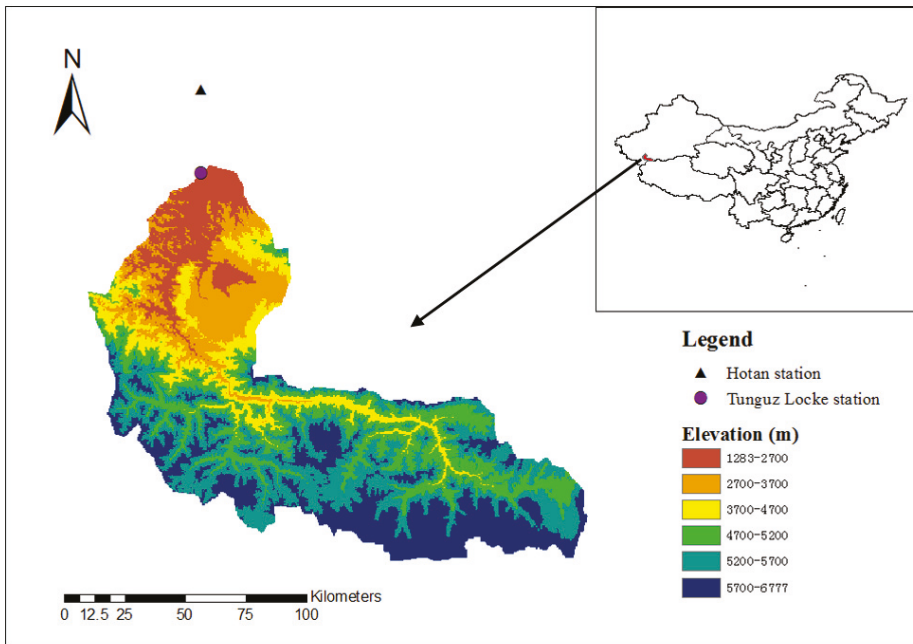 N
Legend
Hotan station
Tunguz Locke station
Elevation (m)
1283-2700
2700-3700
3700-4700
4700-5200
5200-5700
5700-6777
Kilometers
0 12.5 25 50 75 100